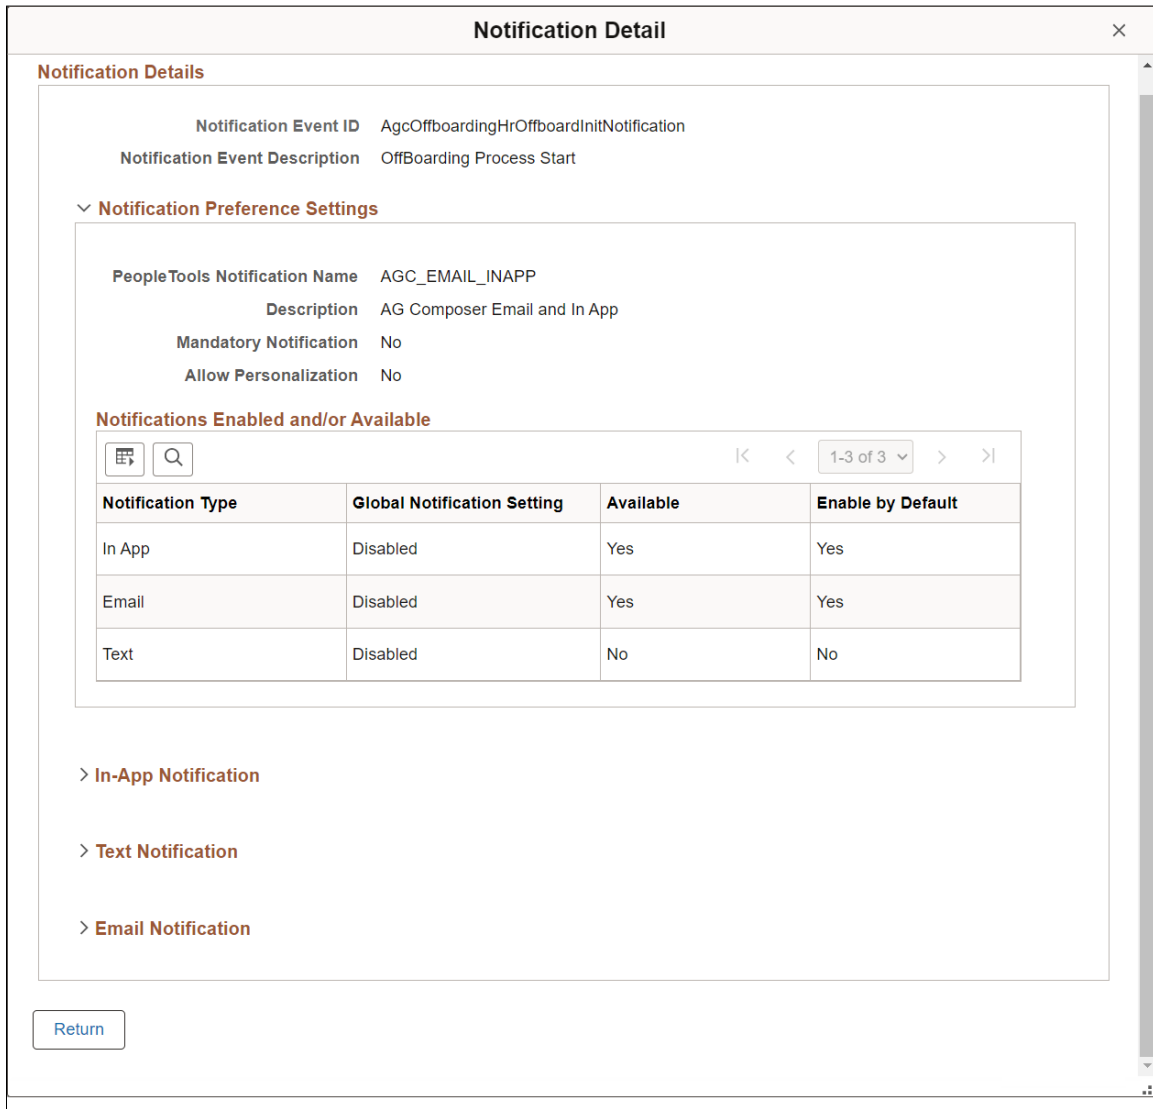 Notification Detail
Notification Details
Notification Event ID AgcOffboardingHrOffboardInitNotification
Notification Event Description OffBoarding Process Start
Notification Preference Settings
PeopleTools Notification Name AGC_EMAIL_INAPP
Description AG Composer Email and In App
Mandatory Notification No
Allow Personalization No
Notifications Enabled and/or Available
1-3 of 3
Notification Type Global Notification Setting Available Enable by Default
In App Disabled Yes Yes
Email Disabled Yes Yes
Text Disabled No No
In-App Notification
Text Notification
Email Notification
Return